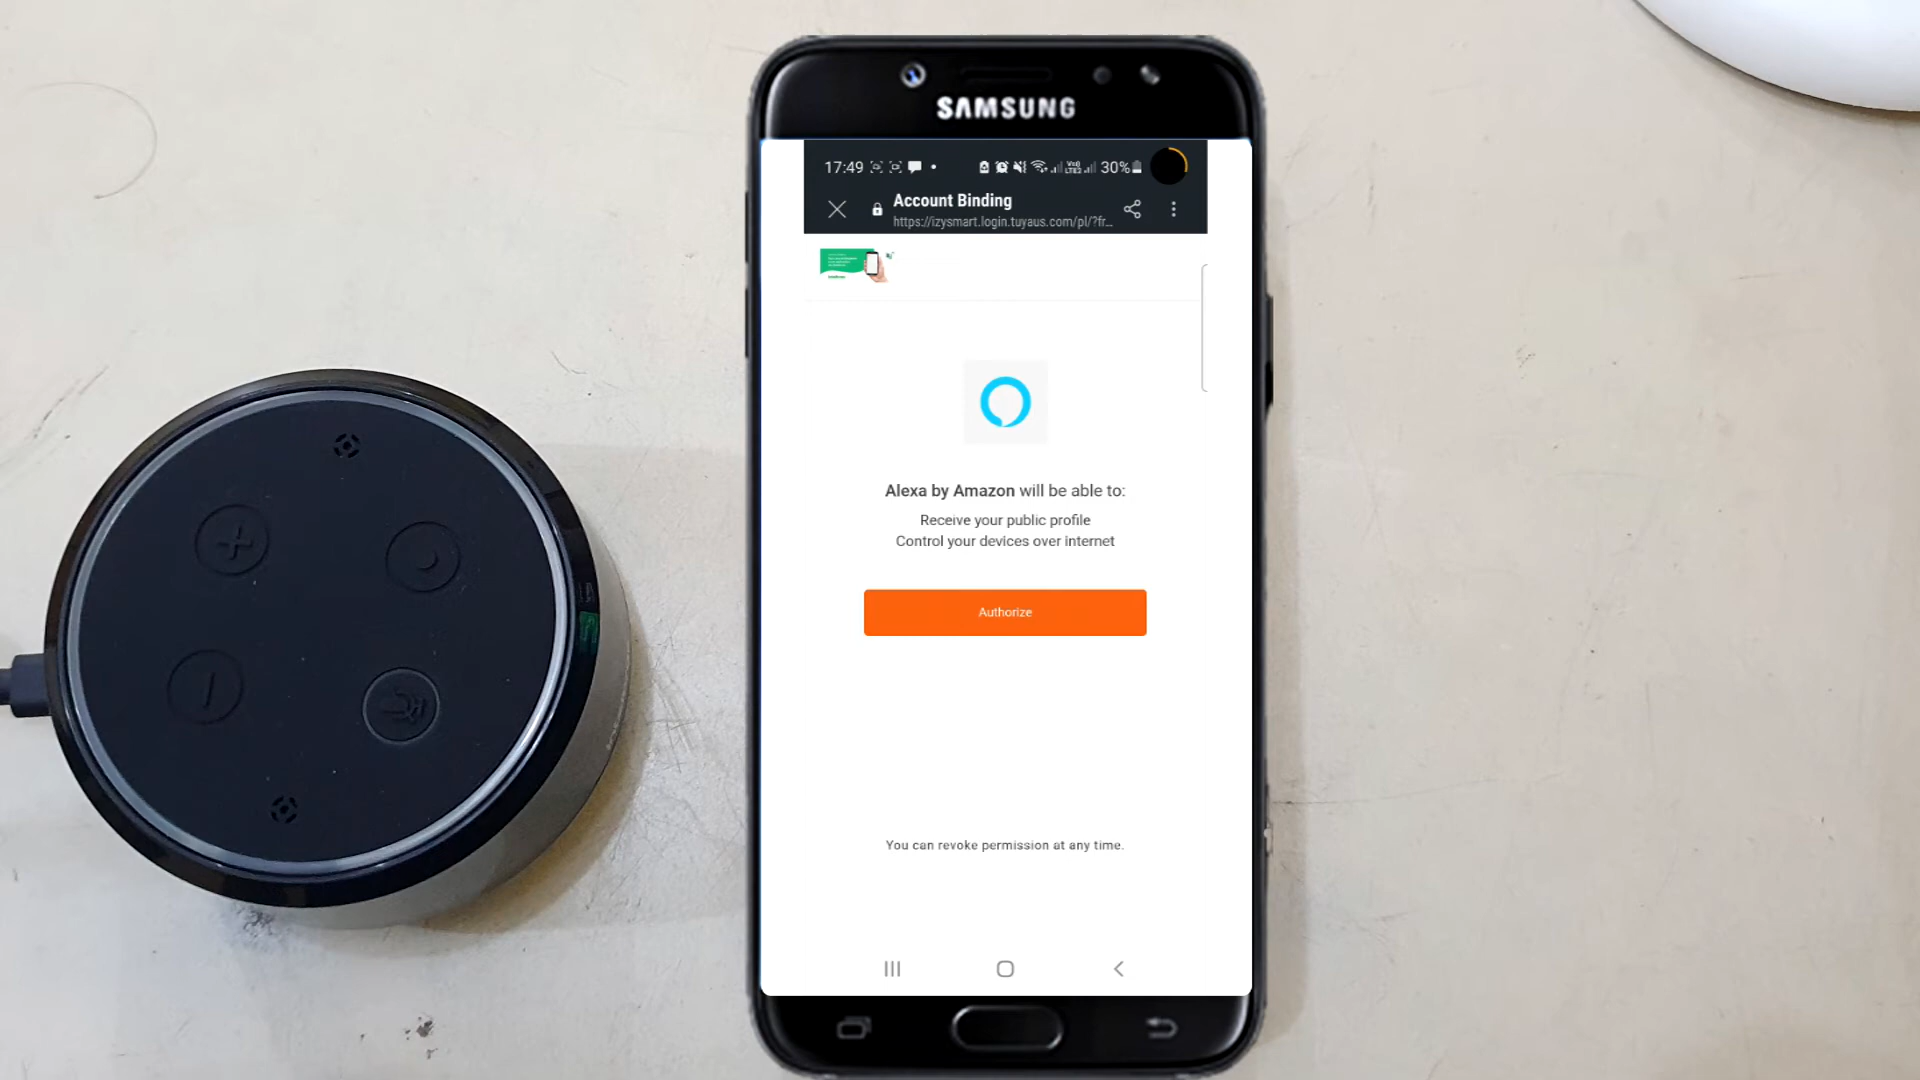 SAMSUNG
17:49
30%
Account Binding
https://izysmart.login.tuyaus.com/pl/?fr...
Alexa by Amazon will be able to:
Receive your public profile
Control your devices over internet
Authorize
You can revoke permission at any time.